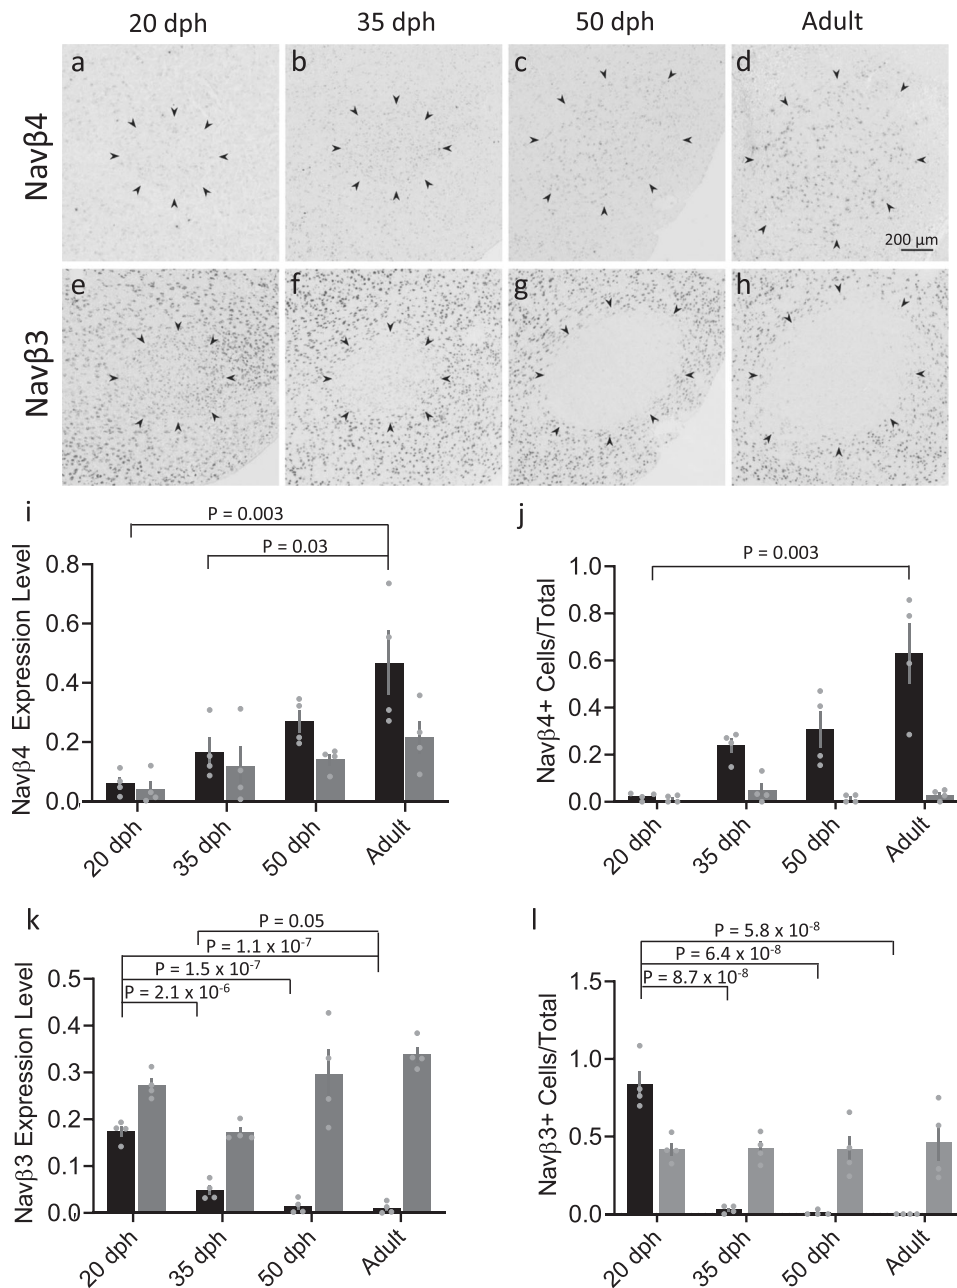 20 dph
35 dph
50 dph
Adult
Navβ4
a
b
c
d
200 µm
Navβ3
e
f
g
h
i
P = 0.003
P = 0.03
Navβ4 Expression Level
0.8
0.6
0.4
0.2
0.0
20 dph
35 dph
50 dph
Adult
j
P = 0.003
Navβ4+ Cells/Total
1.0
0.8
0.6
0.4
0.2
0.0
20 dph
35 dph
50 dph
Adult
k
P = 0.05
P = 1.1 x 10⁻⁷
P = 1.5 x 10⁻⁷
P = 2.1 x 10⁻⁶
Navβ3 Expression Level
0.5
0.4
0.3
0.2
0.1
0.0
20 dph
35 dph
50 dph
Adult
l
P = 5.8 x 10⁻⁸
P = 6.4 x 10⁻⁸
P = 8.7 x 10⁻⁸
Navβ3+ Cells/Total
1.5
1.0
0.5
0.0
20 dph
35 dph
50 dph
Adult